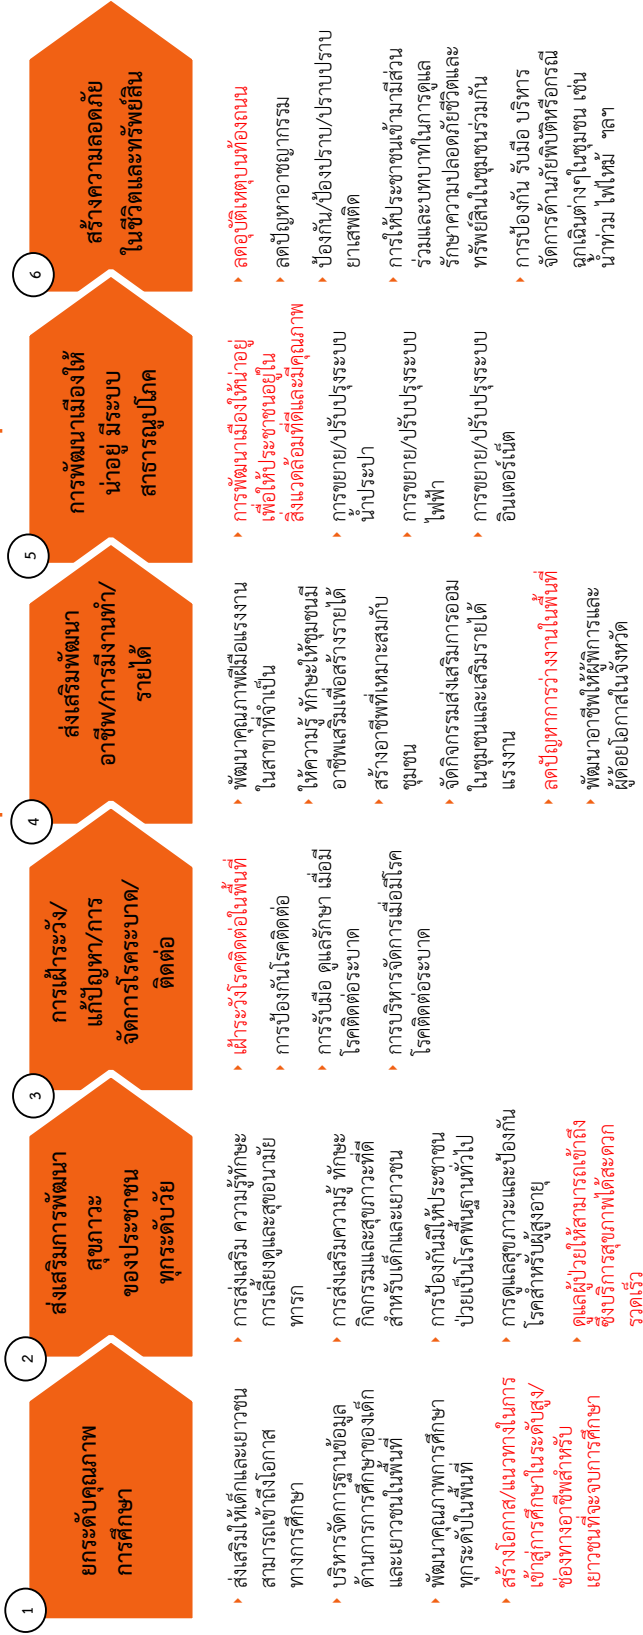 1
ยกระดับคุณภาพ
การศึกษา
ส่งเสริมให้เด็กและเยาวชน
สามารถเข้าถึงโอกาส
ทางการศึกษา
บริหารจัดการฐานข้อมูล
ด้านการการศึกษาของเด็ก
และเยาวชนในพื้นที่
พัฒนาคุณภาพการศึกษา
ทุกระดับในพื้นที่
สร้างโอกาส/แนวทางในการ
เข้าสู่การศึกษาในระดับสูง/
ช่องทางอาชีพสำหรับ
เยาวชนที่จะจบการศึกษา
2
ส่งเสริมการพัฒนา
สุขภาวะ
ของประชาชน
ทุกระดับวัย
การส่งเสริม ความรู้ทักษะ
การเลี้ยงดูและสุขอนามัย
ทารก
การส่งเสริมความรู้ ทักษะ
กิจกรรมและสุขภาวะที่ดี
สำหรับเด็กและเยาวชน
การป้องกันมิให้ประชาชน
ป่วยเป็นโรคพื้นฐานทั่วไป
การดูแลสุขภาวะและป้องกัน
โรคสำหรับผู้สูงอายุ
ดูแลผู้ป่วยให้สามารถเข้าถึง
ซึ่งบริการสุขภาพได้สะดวก
รวดเร็ว
3
การเฝ้าระวัง/
แก้ปัญหา/การ
จัดการโรคระบาด/
ติดต่อ
เฝ้าระวังโรคติดต่อในพื้นที่
การป้องกันโรคติดต่อ
การรับมือ ดูแลรักษา เมื่อมี
โรคติดต่อระบาด
การบริหารจัดการเมื่อมีโรค
โรคติดต่อระบาด
4
ส่งเสริมพัฒนา
อาชีพ/การมีงานทำ/
รายได้
พัฒนาคุณภาพฝีมือแรงงาน
ในสาขาที่จำเป็น
ให้ความรู้ ทักษะให้ชุมชนมี
อาชีพเสริมเพื่อสร้างรายได้
สร้างอาชีพที่เหมาะสมกับ
ชุมชน
จัดกิจกรรมส่งเสริมการออม
ในชุมชนและเสริมรายได้
แรงงาน
ลดปัญหาการว่างงานในพื้นที่
พัฒนาอาชีพให้ผู้พิการและ
ผู้ด้อยโอกาสในจังหวัด
5
การพัฒนาเมืองให้
น่าอยู่ มีระบบ
สาธารณูปโภค
การพัฒนาเมืองให้น่าอยู่
เพื่อให้ประชาชนอยู่ใน
สิ่งแวดล้อมที่ดีและมีคุณภาพ
การขยาย/ปรับปรุงระบบ
น้ำประปา
การขยาย/ปรับปรุงระบบ
ไฟฟ้า
การขยาย/ปรับปรุงระบบ
อินเตอร์เน็ต
6
สร้างความลอดภัย
ในชีวิตและทรัพย์สิน
ลดอุบัติเหตุบนท้องถนน
ลดปัญหาอาชญากรรม
ป้องกัน/ป้องปราบ/ปราบปราบ
ยาเสพติด
การให้ประชาชนเข้ามามีส่วน
ร่วมและบทบาทในการดูแล
รักษาความปลอดภัยชีวิตและ
ทรัพย์สินในชุมชนร่วมกัน
การป้องกัน รับมือ บริหาร
จัดการด้านภัยพิบัติหรือกรณี
ฉุกเฉินต่างๆในชุมชน เช่น
น้ำท่วม ไฟไหม้ ฯลฯ